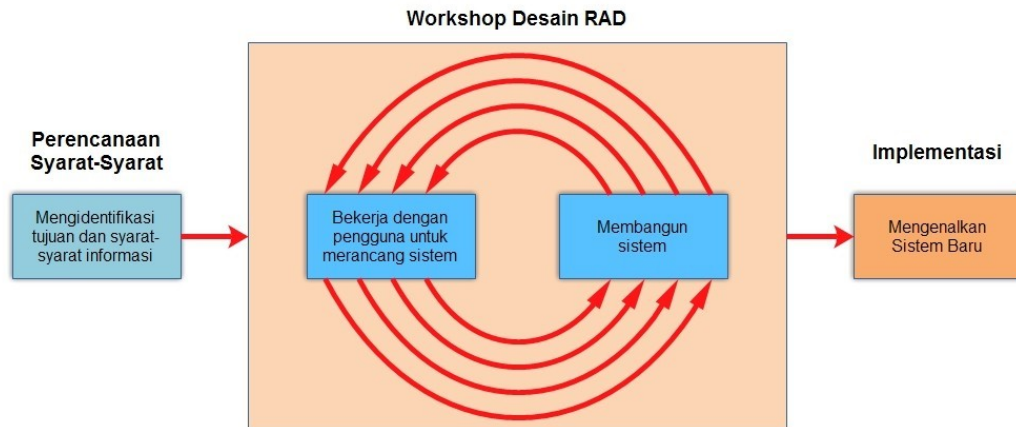 Workshop Desain RAD
Perencanaan
Syarat-Syarat
Mengidentifikasi
tujuan dan syarat-
syarat informasi
Bekerja dengan
pengguna untuk
merancang sistem
Membangun
sistem
Implementasi
Mengenalkan
Sistem Baru